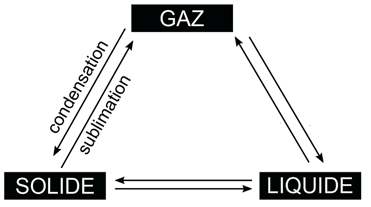 GAZ
condensation
sublimation
SOLIDE
LIQUIDE